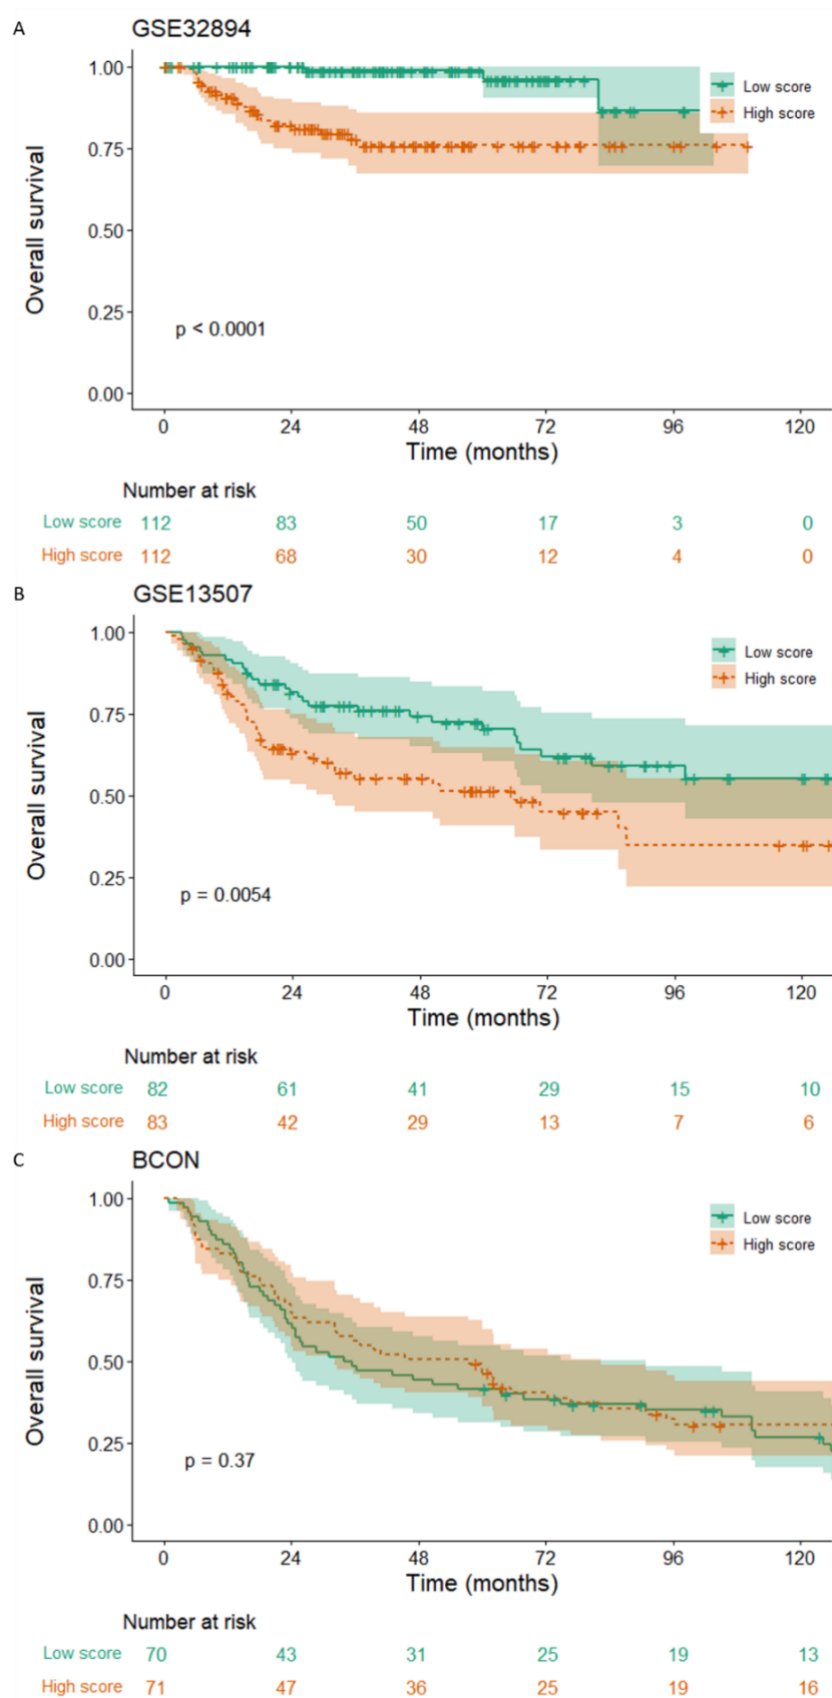 A
GSE32894
1.00
0.75
0.50
0.25
0.00
Overall survival
Low score
High score
p < 0.0001
0 24 48 72 96 120
Time (months)
Number at risk
Low score 112 83 50 17 3 0
High score 112 68 30 12 4 0
B
GSE13507
1.00
0.75
0.50
0.25
0.00
Overall survival
Low score
High score
p = 0.0054
0 24 48 72 96 120
Time (months)
Number at risk
Low score 82 61 41 29 15 10
High score 83 42 29 13 7 6
C
BCON
1.00
0.75
0.50
0.25
0.00
Overall survival
Low score
High score
p = 0.37
0 24 48 72 96 120
Time (months)
Number at risk
Low score 70 43 31 25 19 13
High score 71 47 36 25 19 16